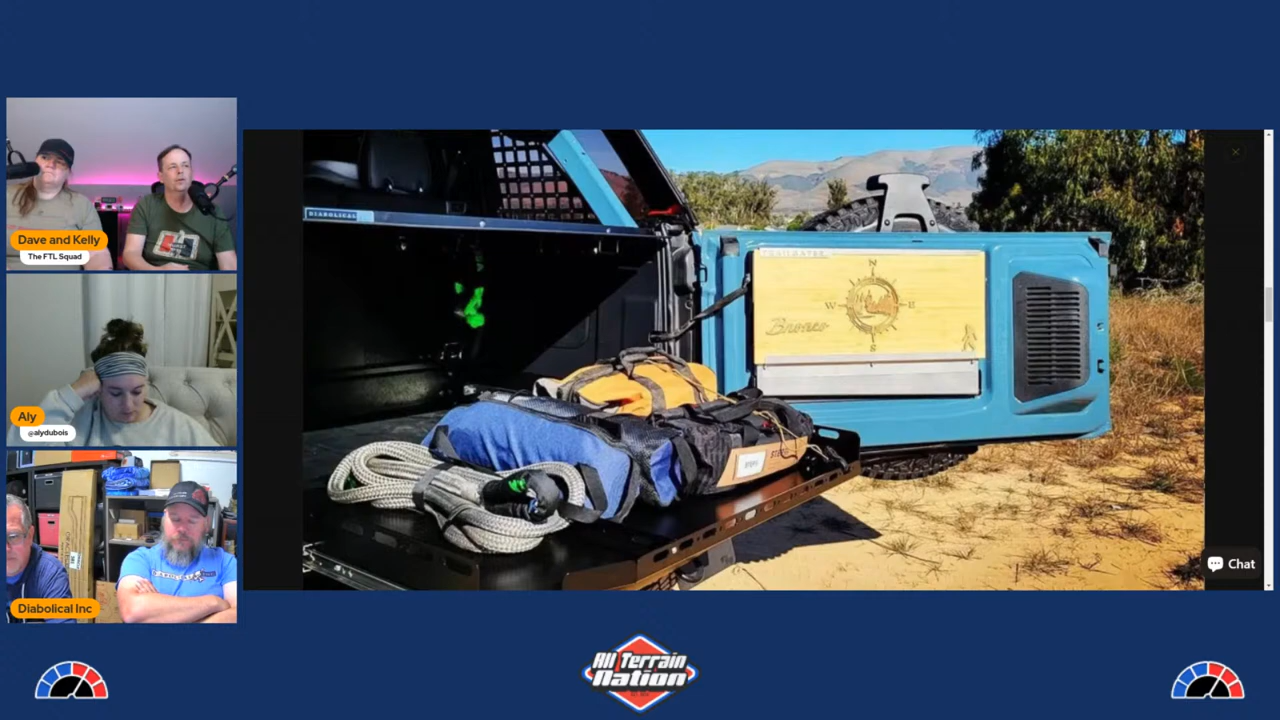 Dave and Kelly
The FTL Squad
Aly
@alydubois
Diabolical Inc
DIABOLICAL
N
W
E
S
Bronco
Chat
All Terrain
Nation